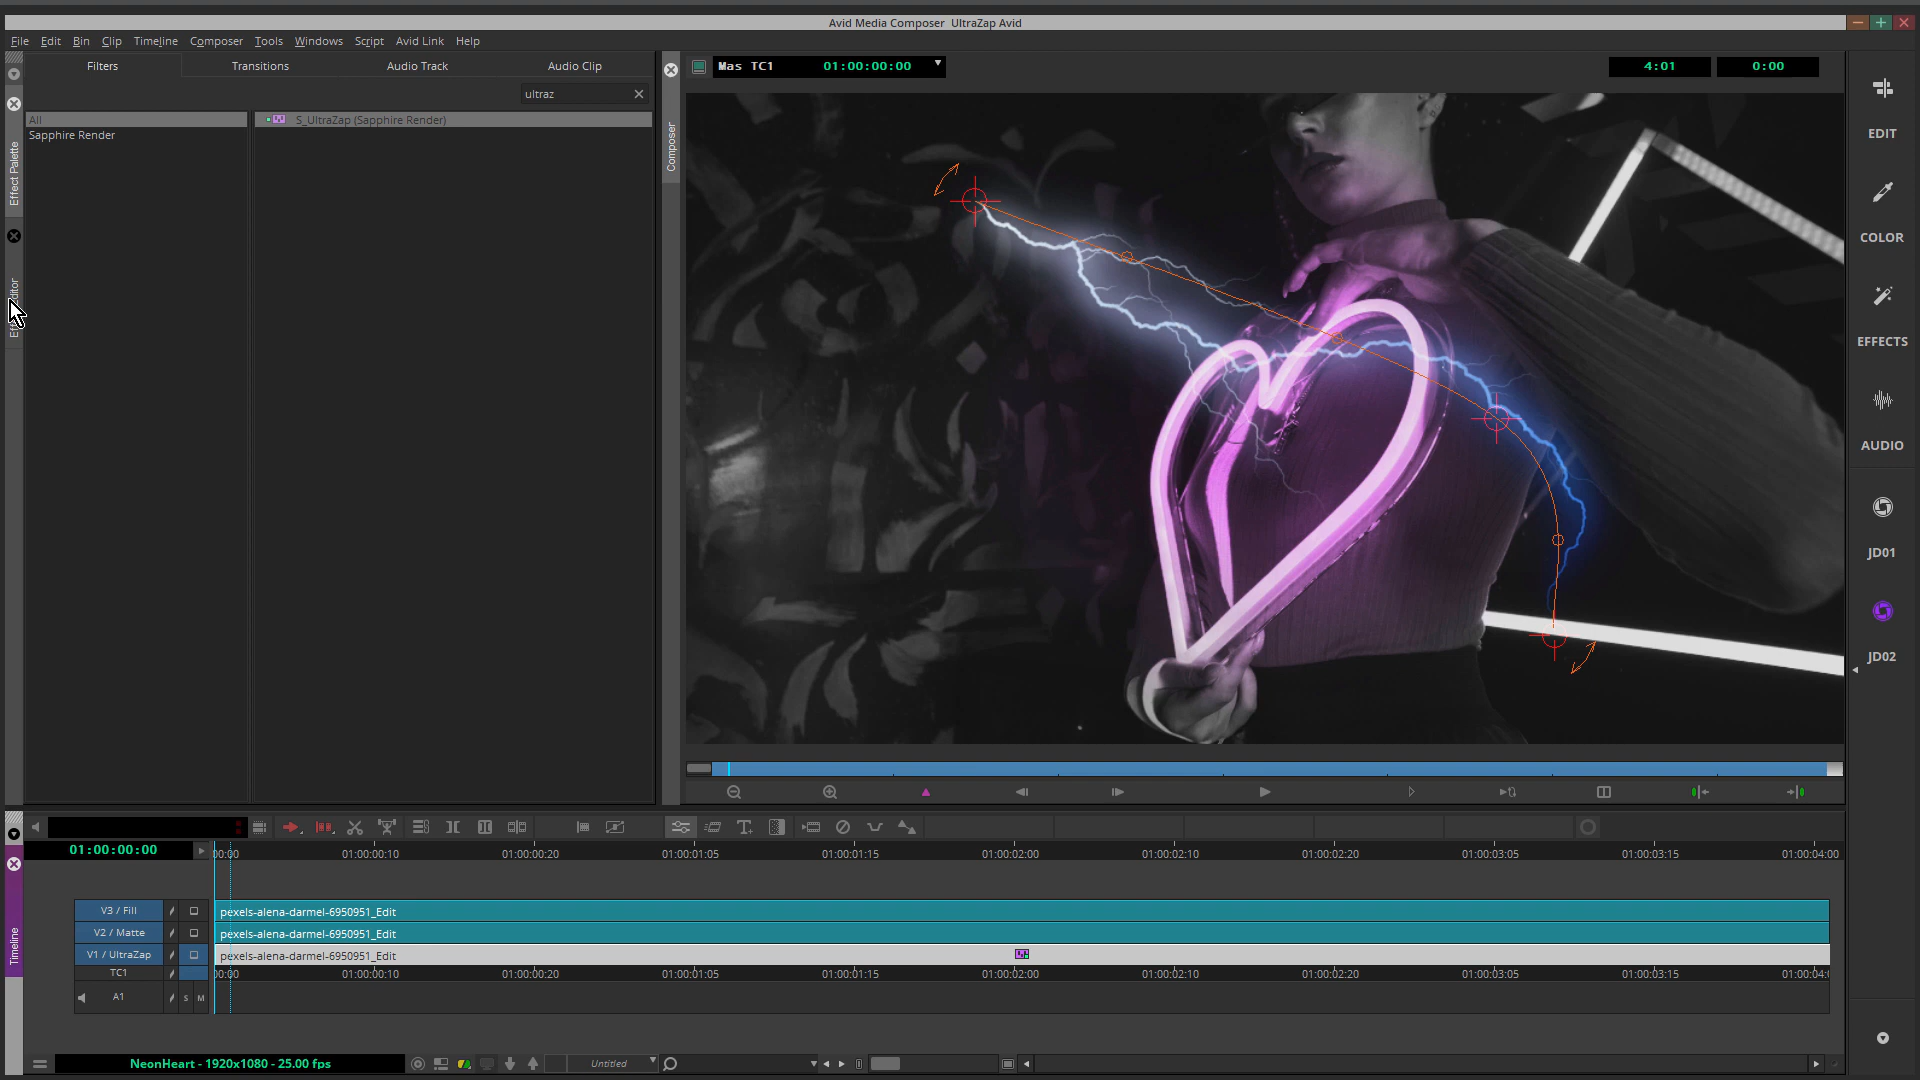 Avid Media Composer UltraZap Avid
File Edit Bin Clip Timeline Composer Tools Windows Script Avid Link Help
Filters Transitions Audio Track Audio Clip
ultraz
All
Sapphire Render
S_UltraZap (Sapphire Render)
Effect Palette
Composer
Mas TC1 01:00:00:00
4:01 0:00
EDIT
COLOR
EFFECTS
AUDIO
JD01
JD02
01:00:00:00
00:00 01:00:00:10 01:00:00:20 01:00:01:05 01:00:01:15 01:00:02:00 01:00:02:10 01:00:02:20 01:00:03:05 01:00:03:15 01:00:04:00
V3 / Fill pexels-alena-darmel-6950951_Edit
V2 / Matte pexels-alena-darmel-6950951_Edit
V1 / UltraZap pexels-alena-darmel-6950951_Edit
TC1 00:00 01:00:00:10 01:00:00:20 01:00:01:05 01:00:01:15 01:00:02:00 01:00:02:10 01:00:02:20 01:00:03:05 01:00:03:15 01:00:04:
A1 S M
Timeline
NeonHeart - 1920x1080 - 25.00 fps
Untitled